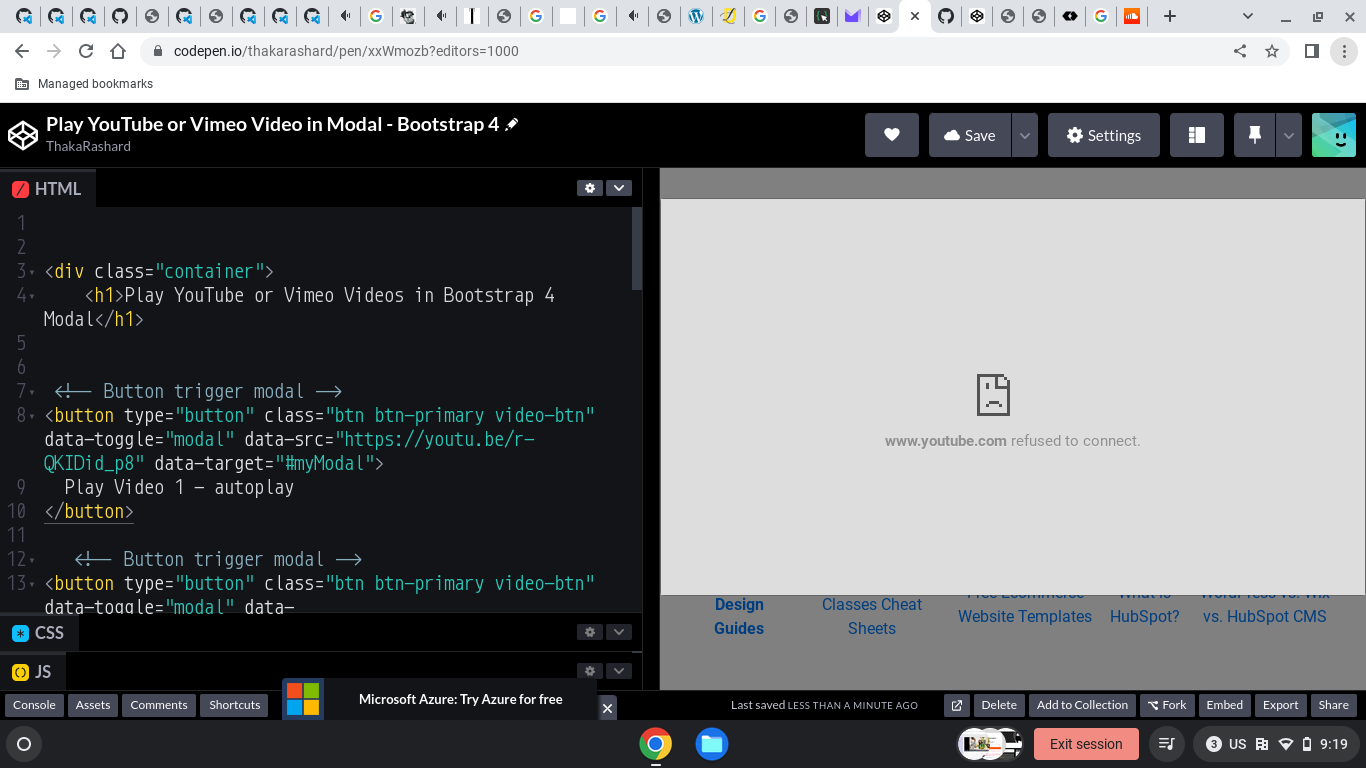 codepen.io/thakarashard/pen/xxWmozb?editors=1000
Managed bookmarks
Play YouTube or Vimeo Video in Modal - Bootstrap 4
ThakaRashard
Save
Settings
HTML
1
2
3 <div class="container">
4 <h1>Play YouTube or Vimeo Videos in Bootstrap 4
Modal</h1>
5
6
7 <!-- Button trigger modal -->
8 <button type="button" class="btn btn-primary video-btn"
data-toggle="modal" data-src="https://youtu.be/r-
QKIDid_p8" data-target="#myModal">
9 Play Video 1 - autoplay
10 </button>
11
12 <!-- Button trigger modal -->
13 <button type="button" class="btn btn-primary video-btn"
data-toggle="modal" data-
www.youtube.com refused to connect.
Design
Guides
Classes Cheat
Sheets
Free Ecommerce
Website Templates
What is
HubSpot?
WordPress vs. Wix
vs. HubSpot CMS
CSS
JS
Console
Assets
Comments
Shortcuts
Microsoft Azure: Try Azure for free
Last saved LESS THAN A MINUTE AGO
Delete
Add to Collection
Fork
Embed
Export
Share
Exit session
3
US
9:19